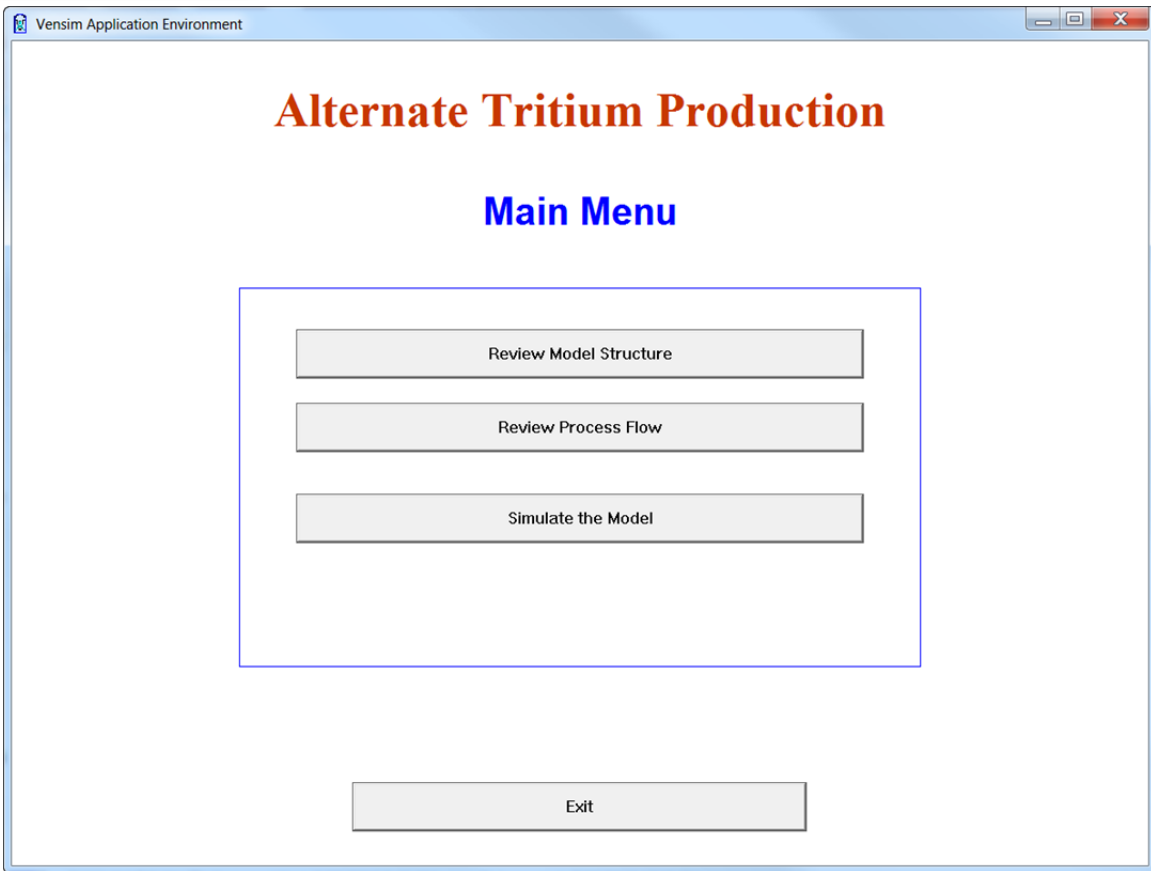 Vensim Application Environment
Alternate Tritium Production
Main Menu
Review Model Structure
Review Process Flow
Simulate the Model
Exit